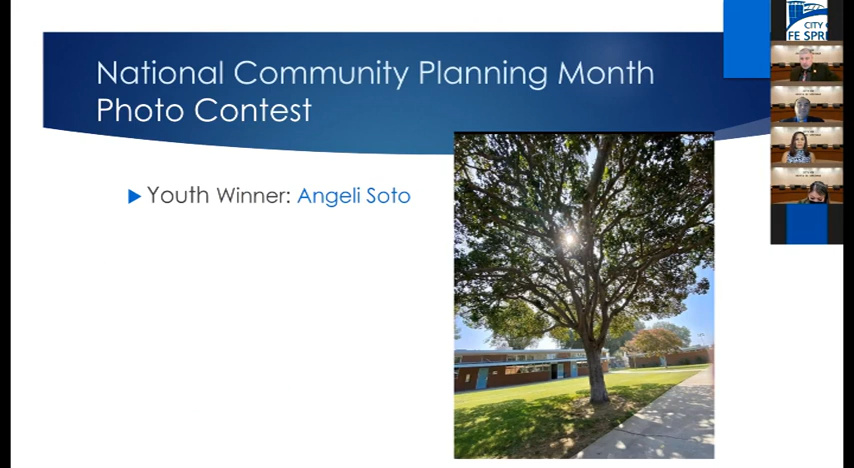 National Community Planning Month
Photo Contest
Youth Winner: Angeli Soto
CITY O
FE SPR